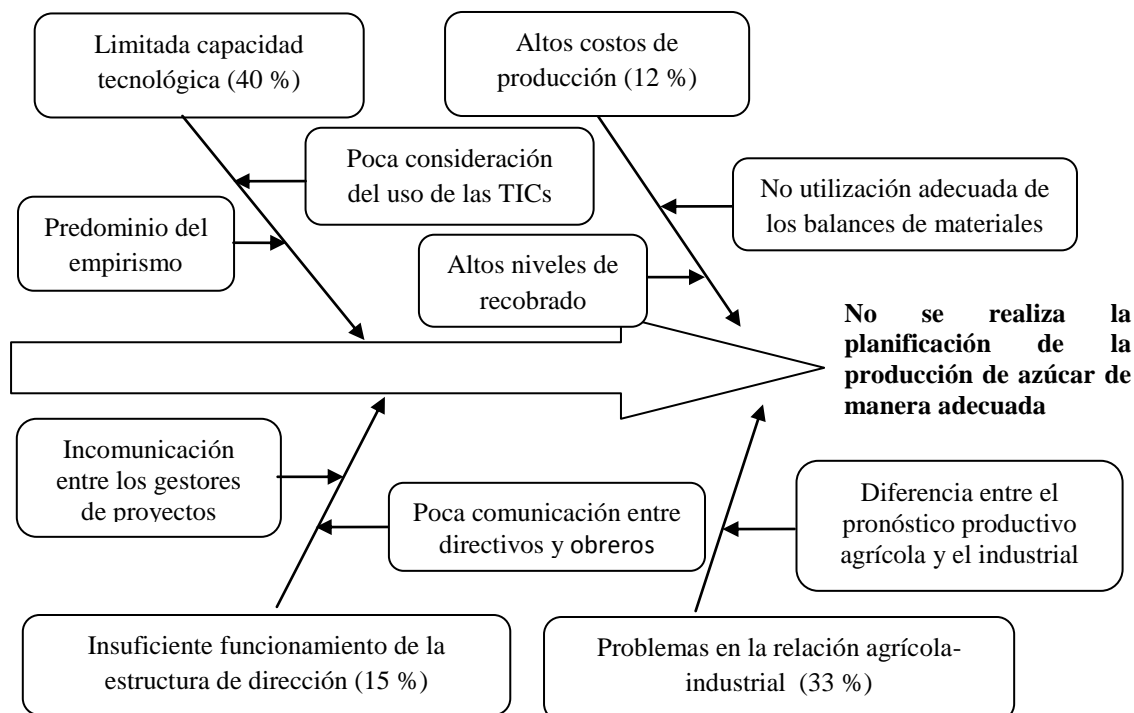 Limitada capacidad
tecnológica (40 %)
Altos costos de
producción (12 %)
Poca consideración
del uso de las TICs
No utilización adecuada de
los balances de materiales
Predominio del
empirismo
Altos niveles de
recobrado
No se realiza la
planificación de la
producción de azúcar de
manera adecuada
Incomunicación
entre los gestores
de proyectos
Poca comunicación entre
directivos y obreros
Diferencia entre el
pronóstico productivo
agrícola y el industrial
Insuficiente funcionamiento de la
estructura de dirección (15 %)
Problemas en la relación agrícola-
industrial (33 %)